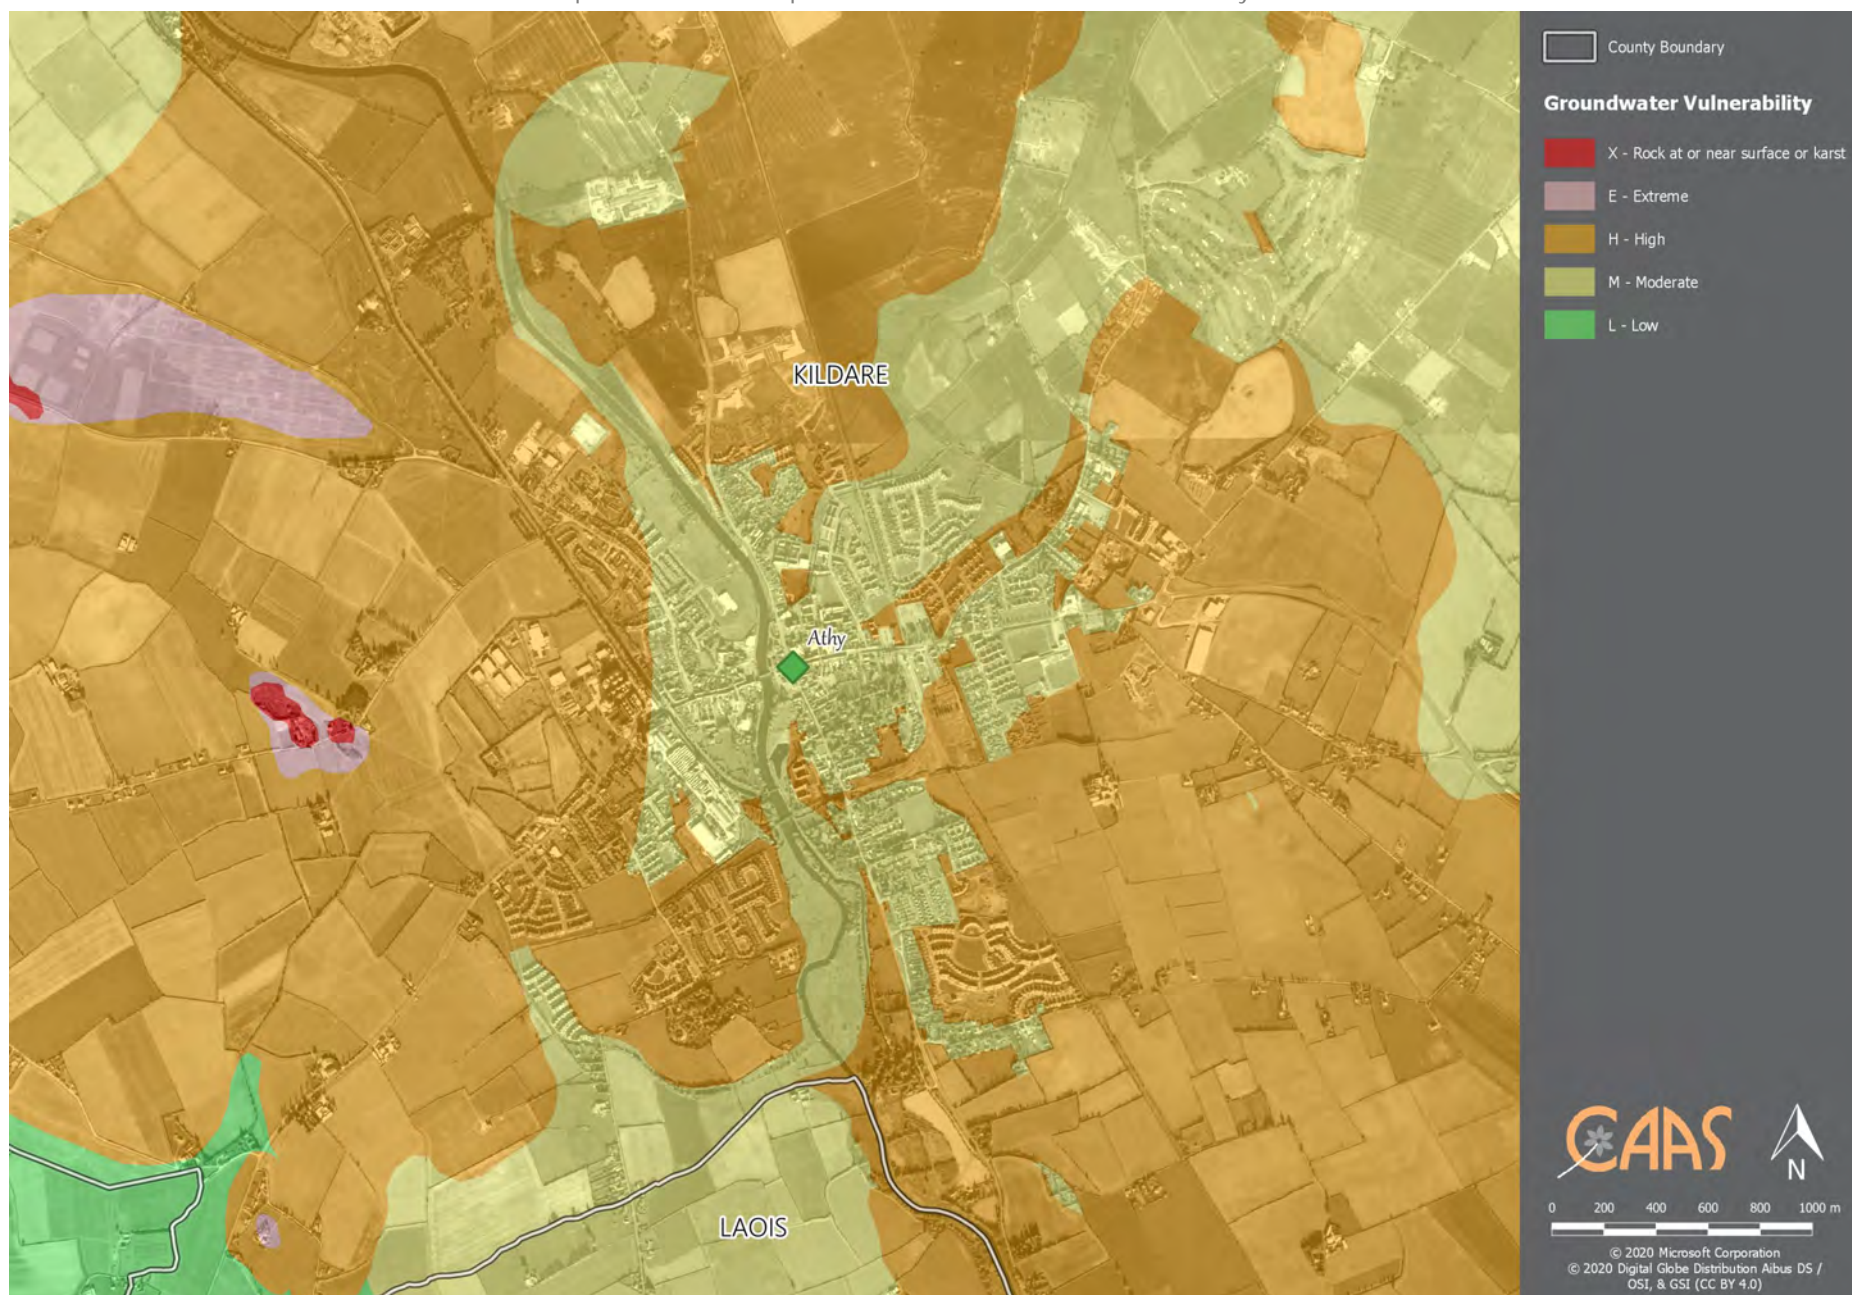 County Boundary
Groundwater Vulnerability
X - Rock at or near surface or karst
E - Extreme
H - High
M - Moderate
L - Low
KILDARE
Athy
LAOIS
CAAS
N
0 200 400 600 800 1000 m
© 2020 Microsoft Corporation
© 2020 Digital Globe Distribution Aibus DS /
OSI, & GSI (CC BY 4.0)